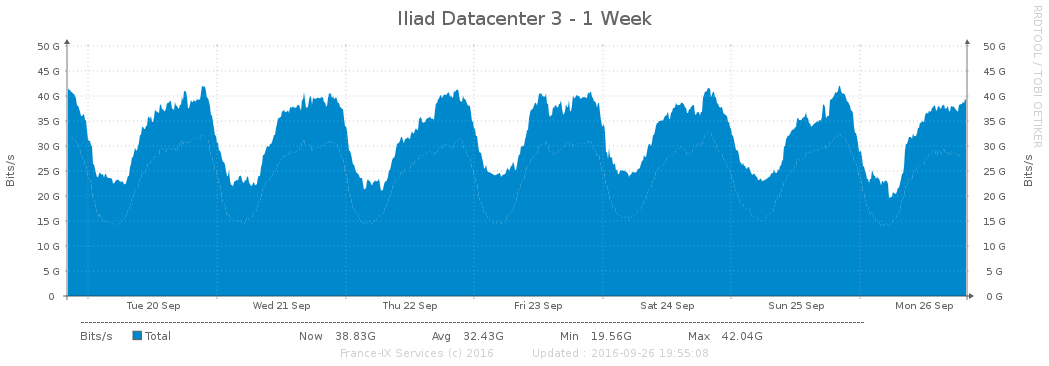 Iliad Datacenter 3 - 1 Week
RRDTOOL / TOBI OETIKER
Bits/s
50 G 50 G
45 G 45 G
40 G 40 G
35 G 35 G
30 G 30 G
25 G 25 G
20 G 20 G
15 G 15 G
10 G 10 G
5 G 5 G
0 0 G
Bits/s
Tue 20 Sep Wed 21 Sep Thu 22 Sep Fri 23 Sep Sat 24 Sep Sun 25 Sep Mon 26 Sep
Bits/s Total Now 38.83G Avg 32.43G Min 19.56G Max 42.04G
France-IX Services (c) 2016 Updated : 2016-09-26 19:55:08